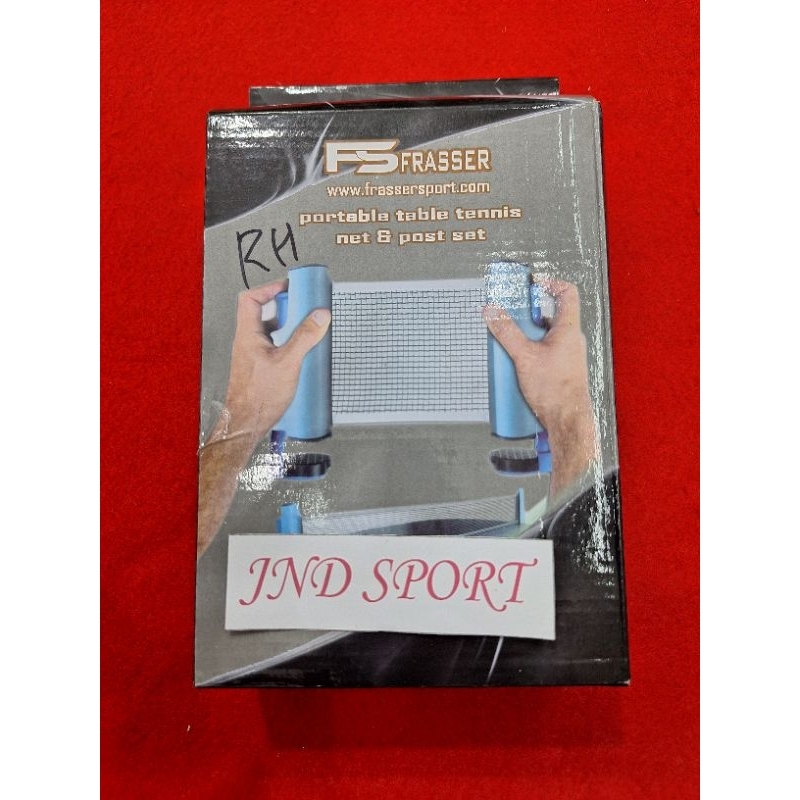 FS FRASSER
www.frassersport.com
portable table tennis
net & post set
RH
JND SPORT